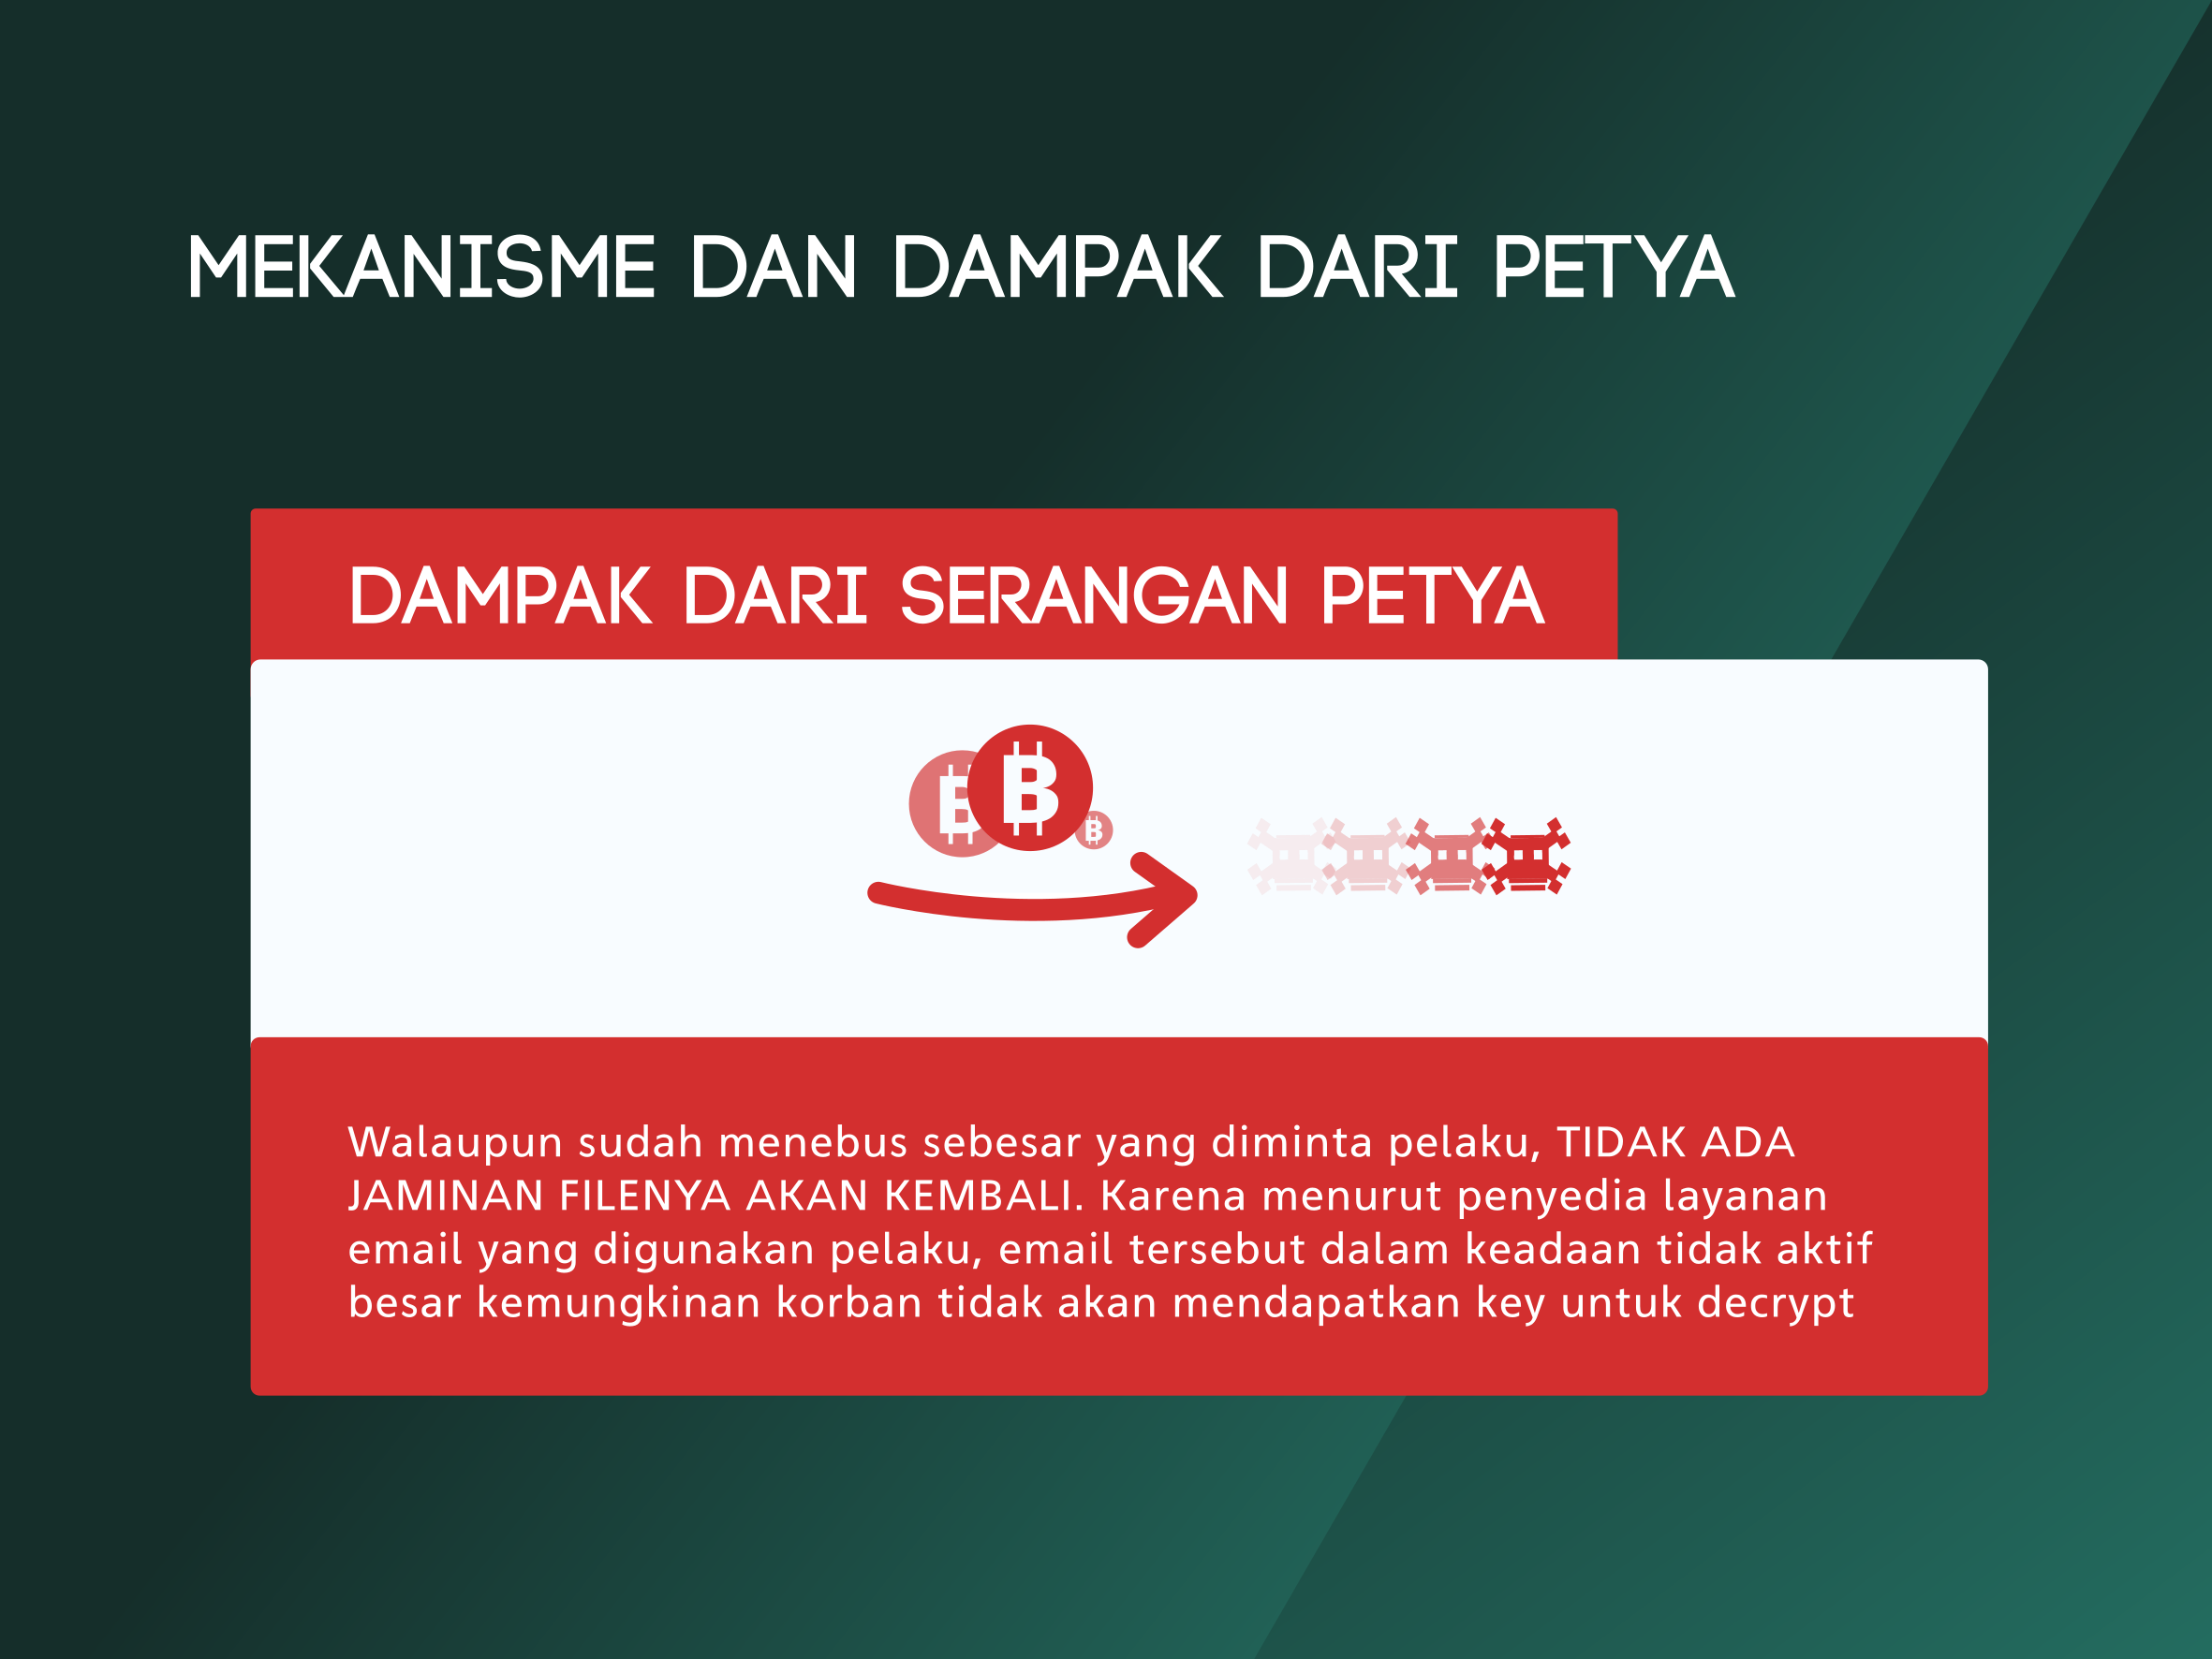 MEKANISME DAN DAMPAK DARI PETYA
DAMPAK DARI SERANGAN PETYA
Walaupun sudah menebus sebesar yang diminta pelaku, TIDAK ADA
JAMINAN FILENYA AKAN KEMBALI. Karena menurut penyedia layanan
email yang digunakan pelaku, email tersebut dalam keadaan tidak aktif
besar kemungkinan korban tidak akan mendapatkan key untuk decrypt